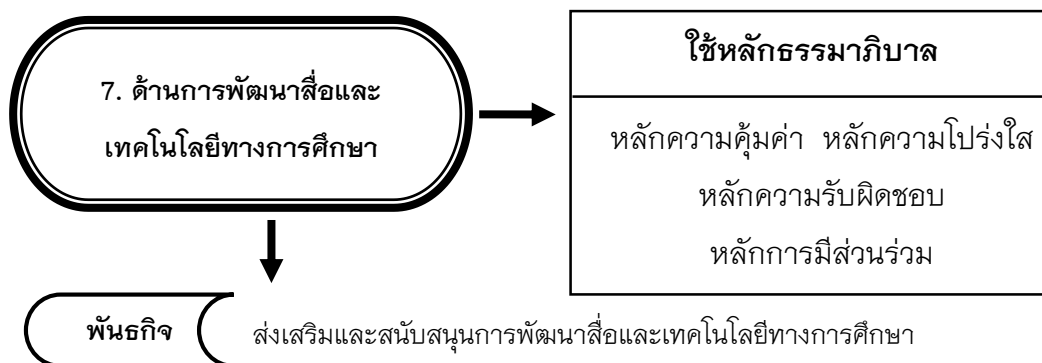 7. ด้านการพัฒนาสื่อและ
เทคโนโลยีทางการศึกษา
ใช้หลักธรรมาภิบาล
หลักความคุ้มค่า หลักความโปร่งใส
หลักความรับผิดชอบ
หลักการมีส่วนร่วม
พันธกิจ
ส่งเสริมและสนับสนุนการพัฒนาสื่อและเทคโนโลยีทางการศึกษา